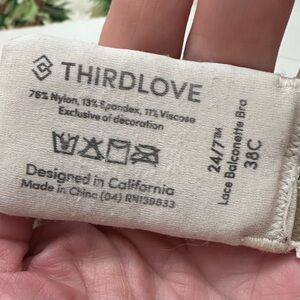 THIRDLOVE
76% Nylon, 13% Spandex, 11% Viscose
Exclusive of decoration
Designed in California
Made in China (04) RN139833
24/7™
Lace Balconette Bra
38C